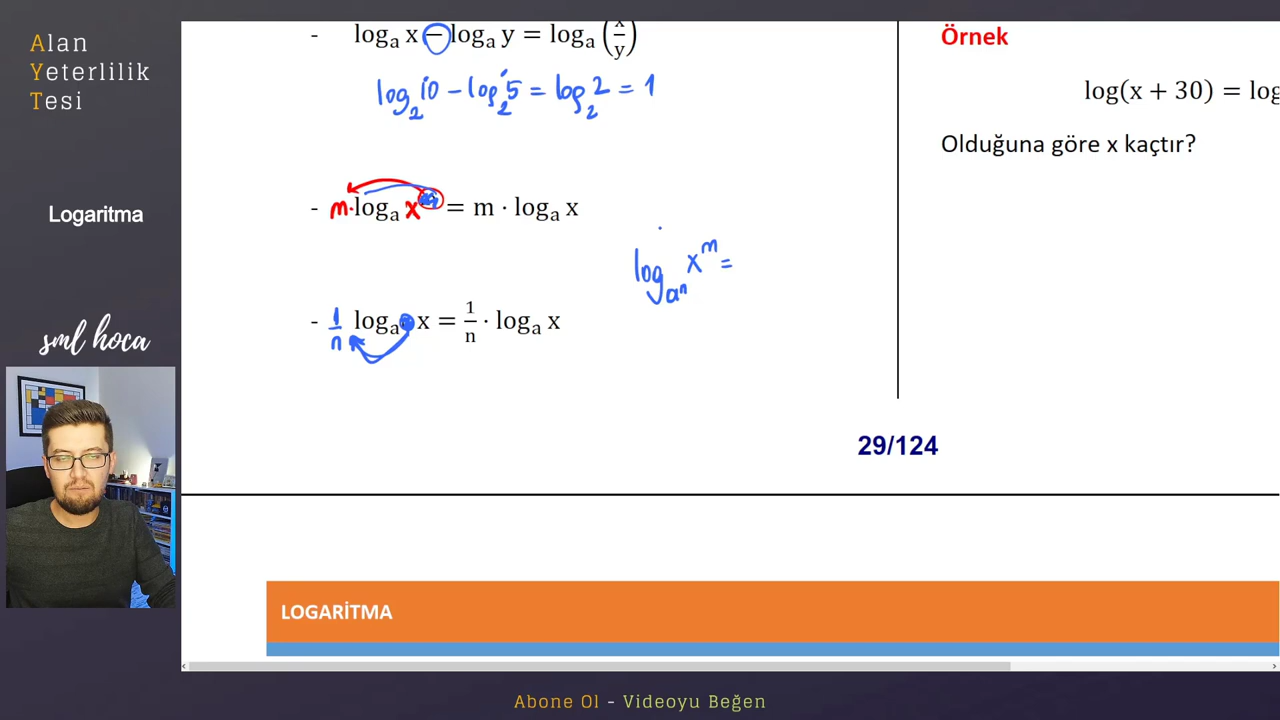 Alan
Yeterlilik
Tesi
Logaritma
sml hoca
- logₐ x − logₐ y = logₐ (x/y)
log₂ 10 − log₂ 5 = log₂ 2 = 1
- m· logₐ x = m · logₐ x
log_{aⁿ} xᵐ =
- 1/n logₐ x = 1/n · logₐ x
Örnek
log(x + 30) = log
Olduğuna göre x kaçtır?
29/124
LOGARİTMA
Abone Ol - Videoyu Beğen